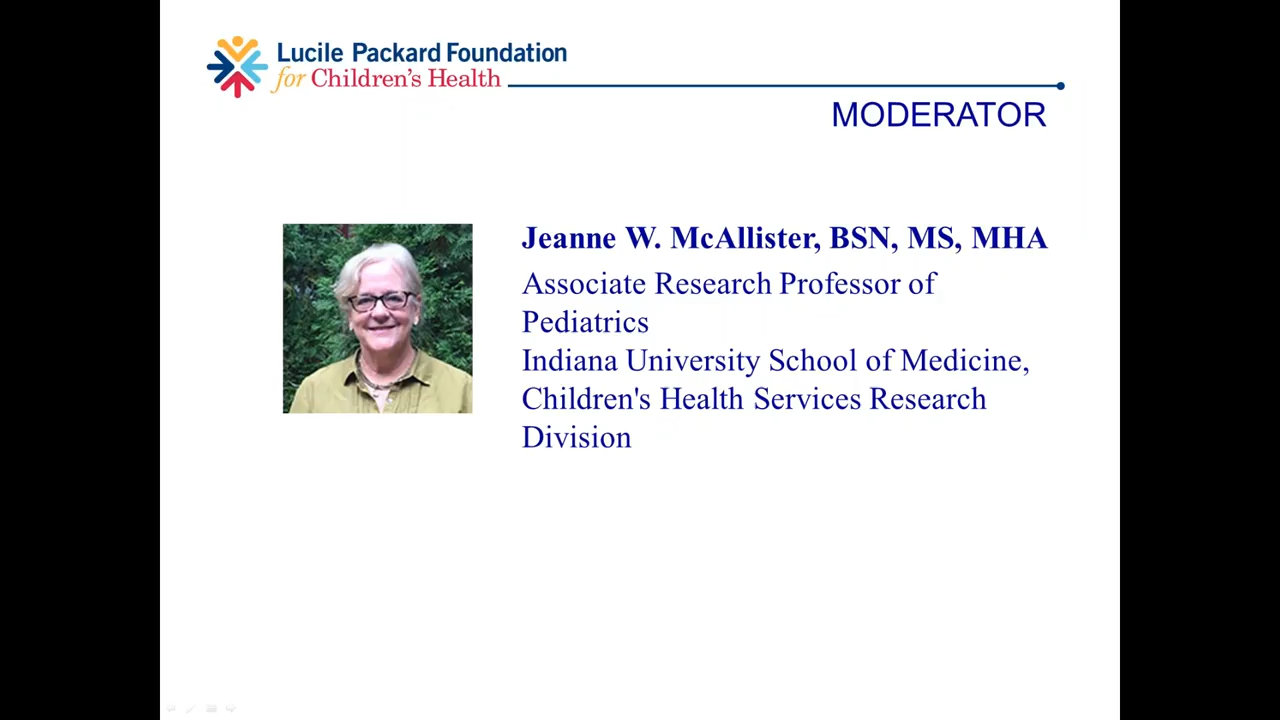 Lucile Packard Foundation
for Children's Health
MODERATOR
Jeanne W. McAllister, BSN, MS, MHA
Associate Research Professor of
Pediatrics
Indiana University School of Medicine,
Children's Health Services Research
Division